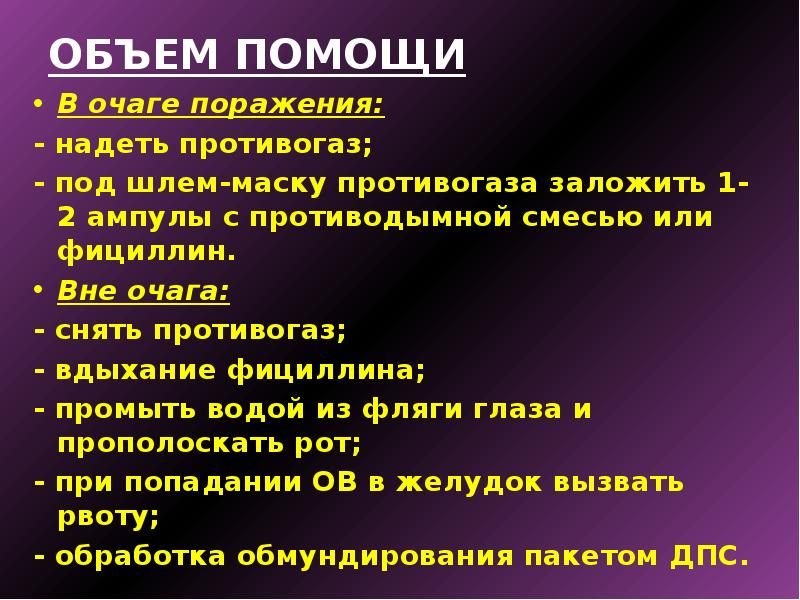 ОБЪЕМ ПОМОЩИ
• В очаге поражения:
- надеть противогаз;
- под шлем-маску противогаза заложить 1-
2 ампулы с противодымной смесью или
фициллин.
• Вне очага:
- снять противогаз;
- вдыхание фициллина;
- промыть водой из фляги глаза и
прополоскать рот;
- при попадании ОВ в желудок вызвать
рвоту;
- обработка обмундирования пакетом ДПС.